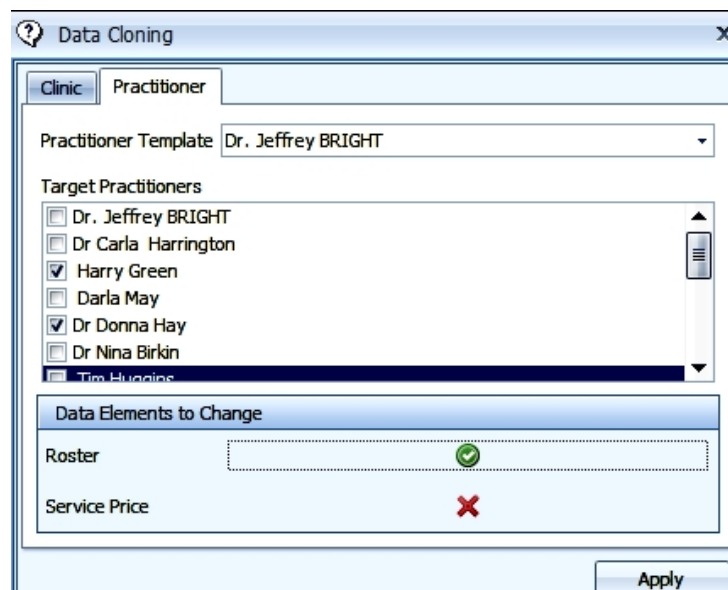 Data Cloning
Clinic Practitioner
Practitioner Template Dr. Jeffrey BRIGHT
Target Practitioners
Dr. Jeffrey BRIGHT
Dr Carla Harrington
Harry Green
Darla May
Dr Donna Hay
Dr Nina Birkin
Tim Huggins
Data Elements to Change
Roster
Service Price
Apply